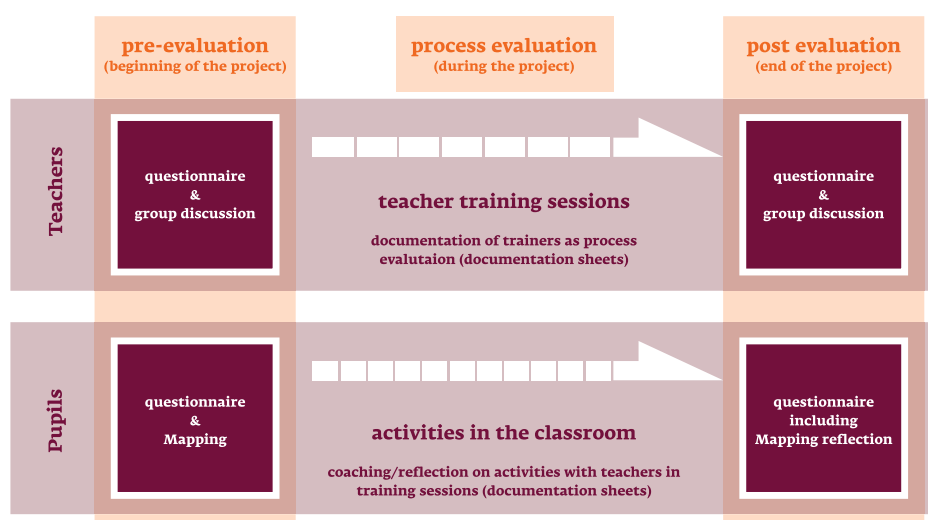 pre-evaluation
(beginning of the project)
process evaluation
(during the project)
post evaluation
(end of the project)
Teachers
questionnaire
&
group discussion
teacher training sessions
documentation of trainers as process
evalutaion (documentation sheets)
questionnaire
&
group discussion
Pupils
questionnaire
&
Mapping
activities in the classroom
coaching/reflection on activities with teachers in
training sessions (documentation sheets)
questionnaire
including
Mapping reflection